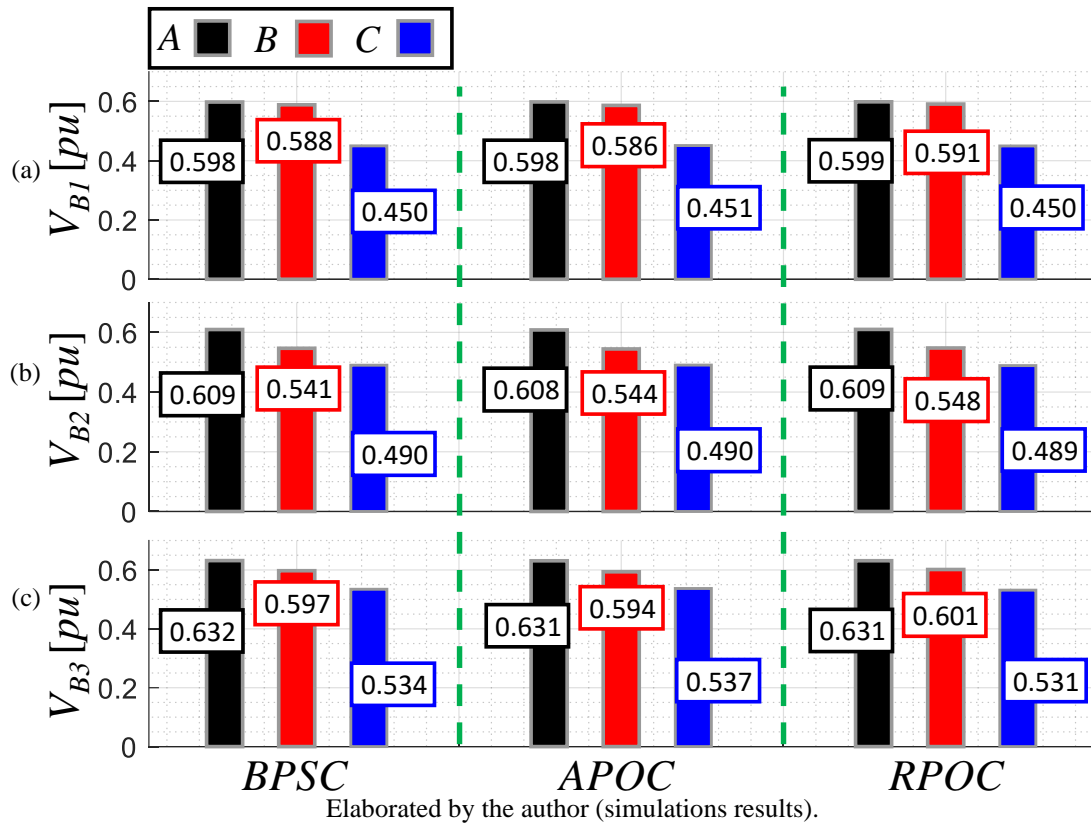 A B C
(a) V_B1 [pu]
0.6
0.4
0.2
0
0.598 0.588 0.450
0.598 0.586 0.451
0.599 0.591 0.450
(b) V_B2 [pu]
0.6
0.4
0.2
0
0.609 0.541 0.490
0.608 0.544 0.490
0.609 0.548 0.489
(c) V_B3 [pu]
0.6
0.4
0.2
0
0.632 0.597 0.534
0.631 0.594 0.537
0.631 0.601 0.531
BPSC APOC RPOC
Elaborated by the author (simulations results).